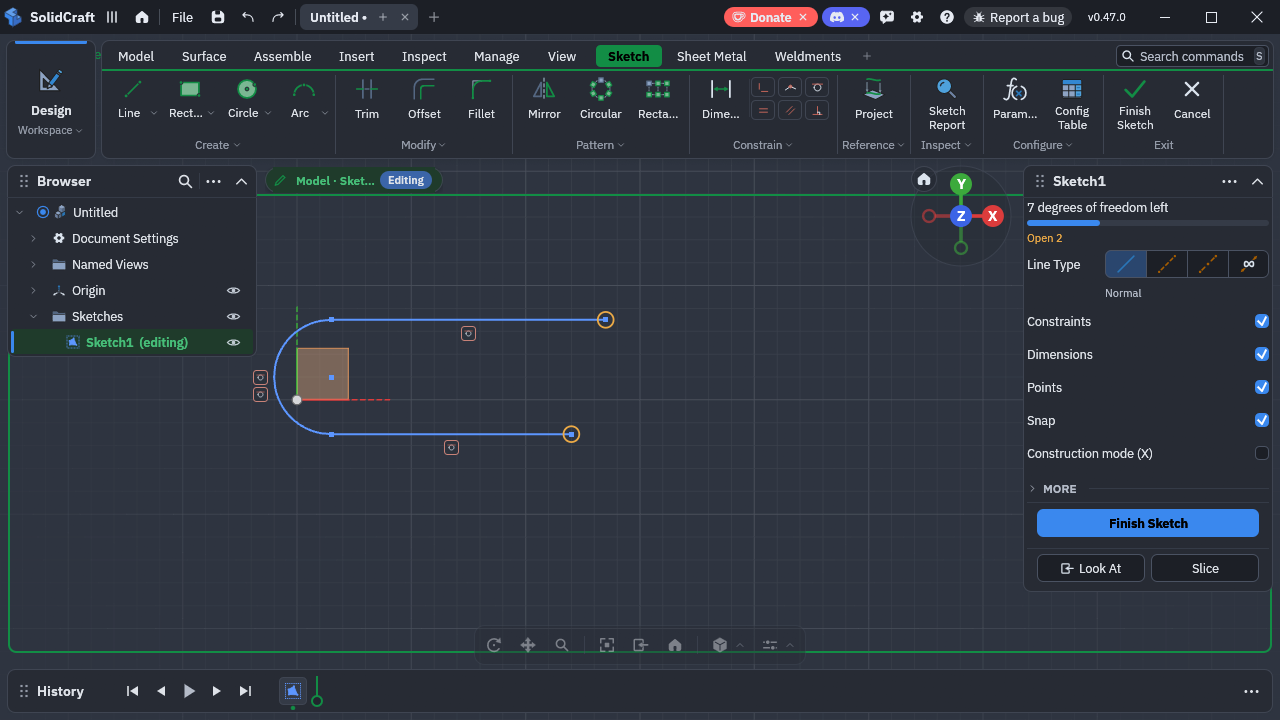 SolidCraft
File
Untitled •
Donate
Report a bug
v0.47.0
Design
Workspace
Model
Surface
Assemble
Insert
Inspect
Manage
View
Sketch
Sheet Metal
Weldments
Search commands
S
Line
Rect...
Circle
Arc
Create
Trim
Offset
Fillet
Modify
Mirror
Circular
Recta...
Pattern
Dime...
Constrain
Project
Reference
Sketch Report
Inspect
Param...
Config Table
Configure
Finish Sketch
Cancel
Exit
Browser
Untitled
Document Settings
Named Views
Origin
Sketches
Sketch1 (editing)
Model · Sket...
Editing
Y
Z
X
Sketch1
7 degrees of freedom left
Open 2
Line Type
Normal
Constraints
Dimensions
Points
Snap
Construction mode (X)
MORE
Finish Sketch
Look At
Slice
History